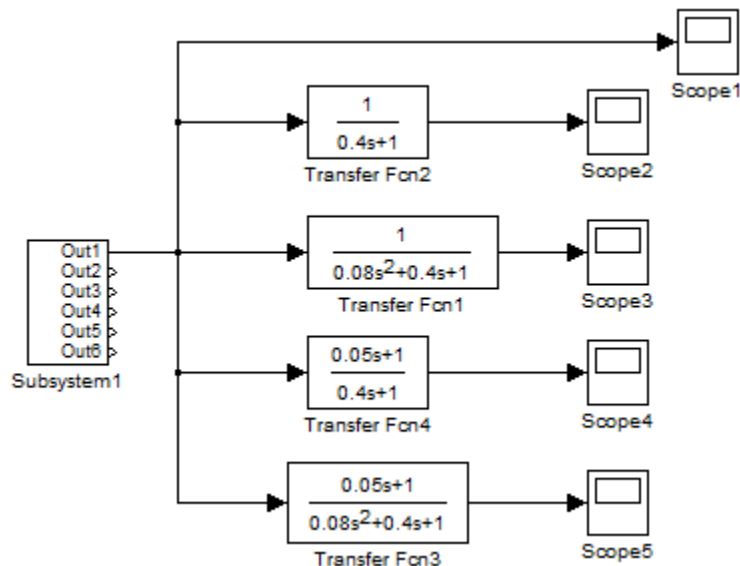 Scope1
1
0.4s+1
Transfer Fcn2
Scope2
Out1
Out2
Out3
Out4
Out5
Out6
Subsystem1
1
0.08s²+0.4s+1
Transfer Fcn1
Scope3
0.05s+1
0.4s+1
Transfer Fcn4
Scope4
0.05s+1
0.08s²+0.4s+1
Transfer Fcn3
Scope5